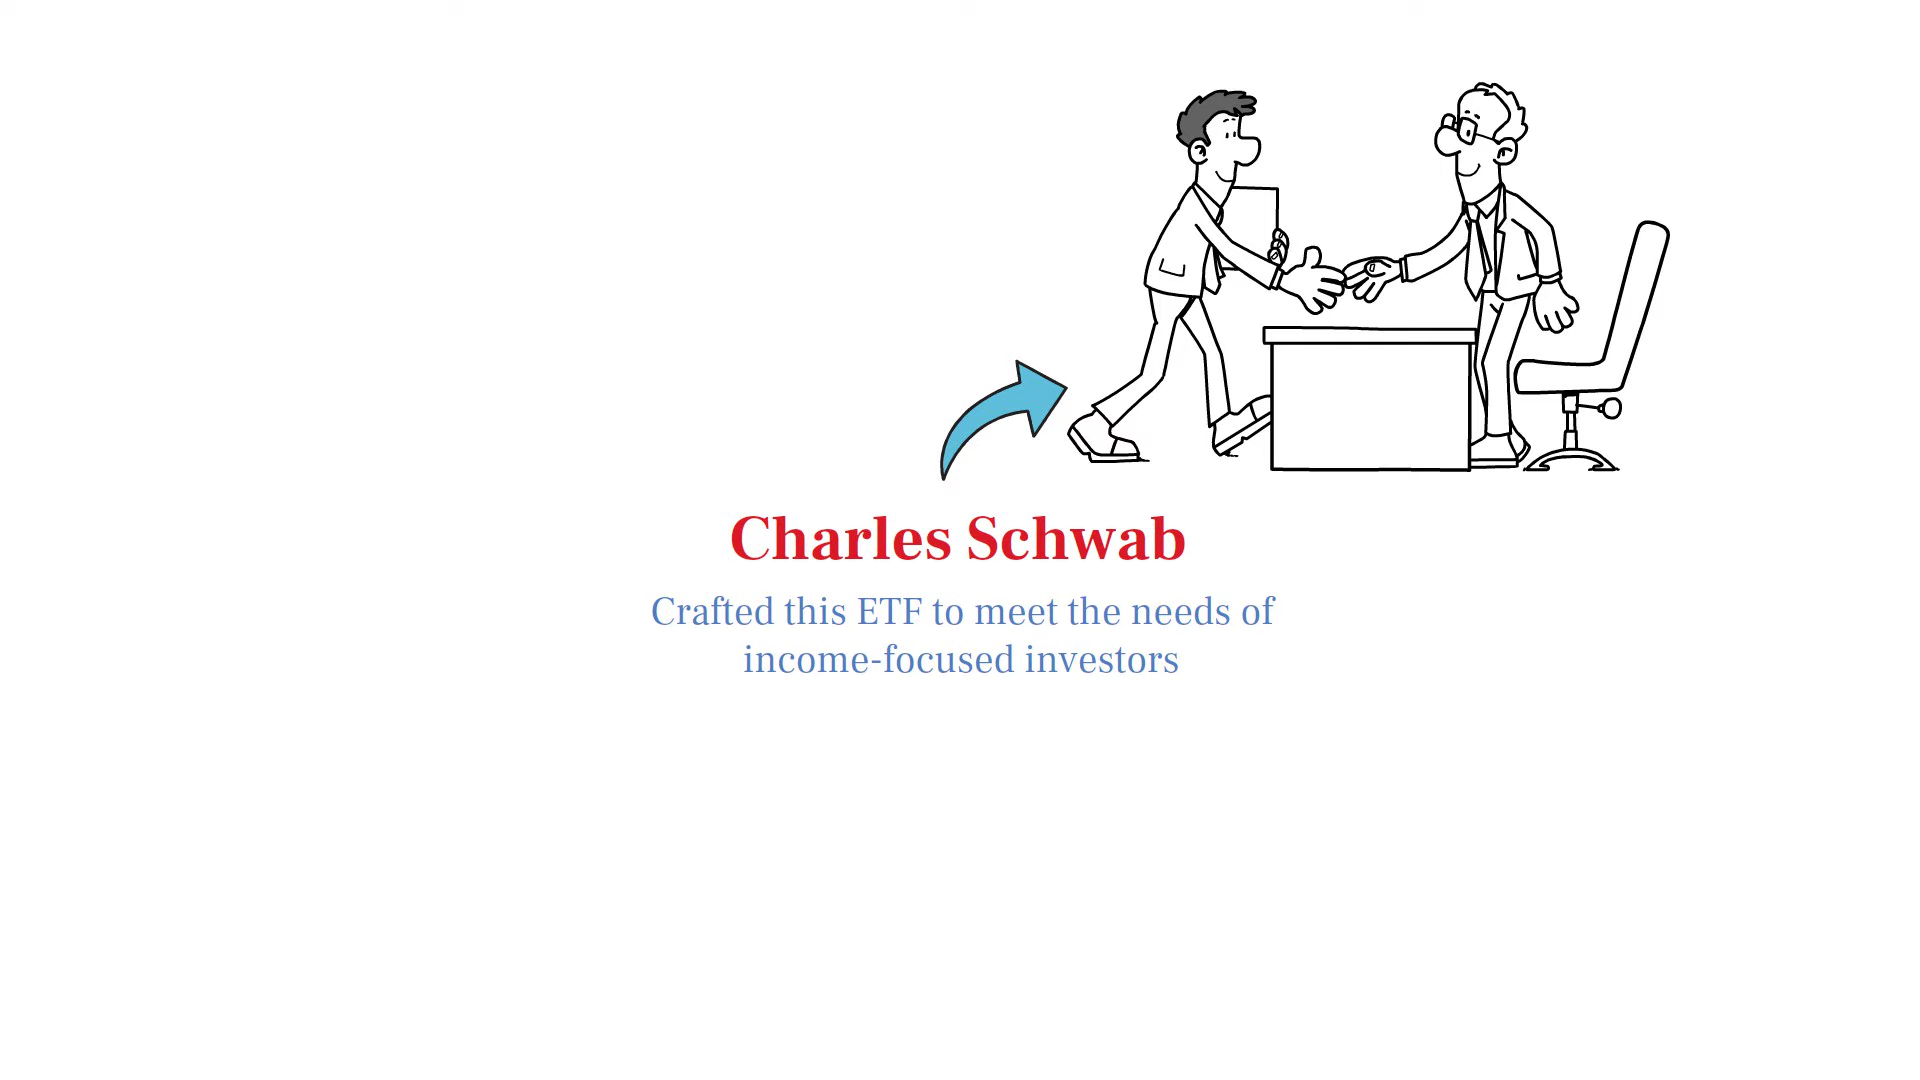 Charles Schwab
Crafted this ETF to meet the needs of
income-focused investors